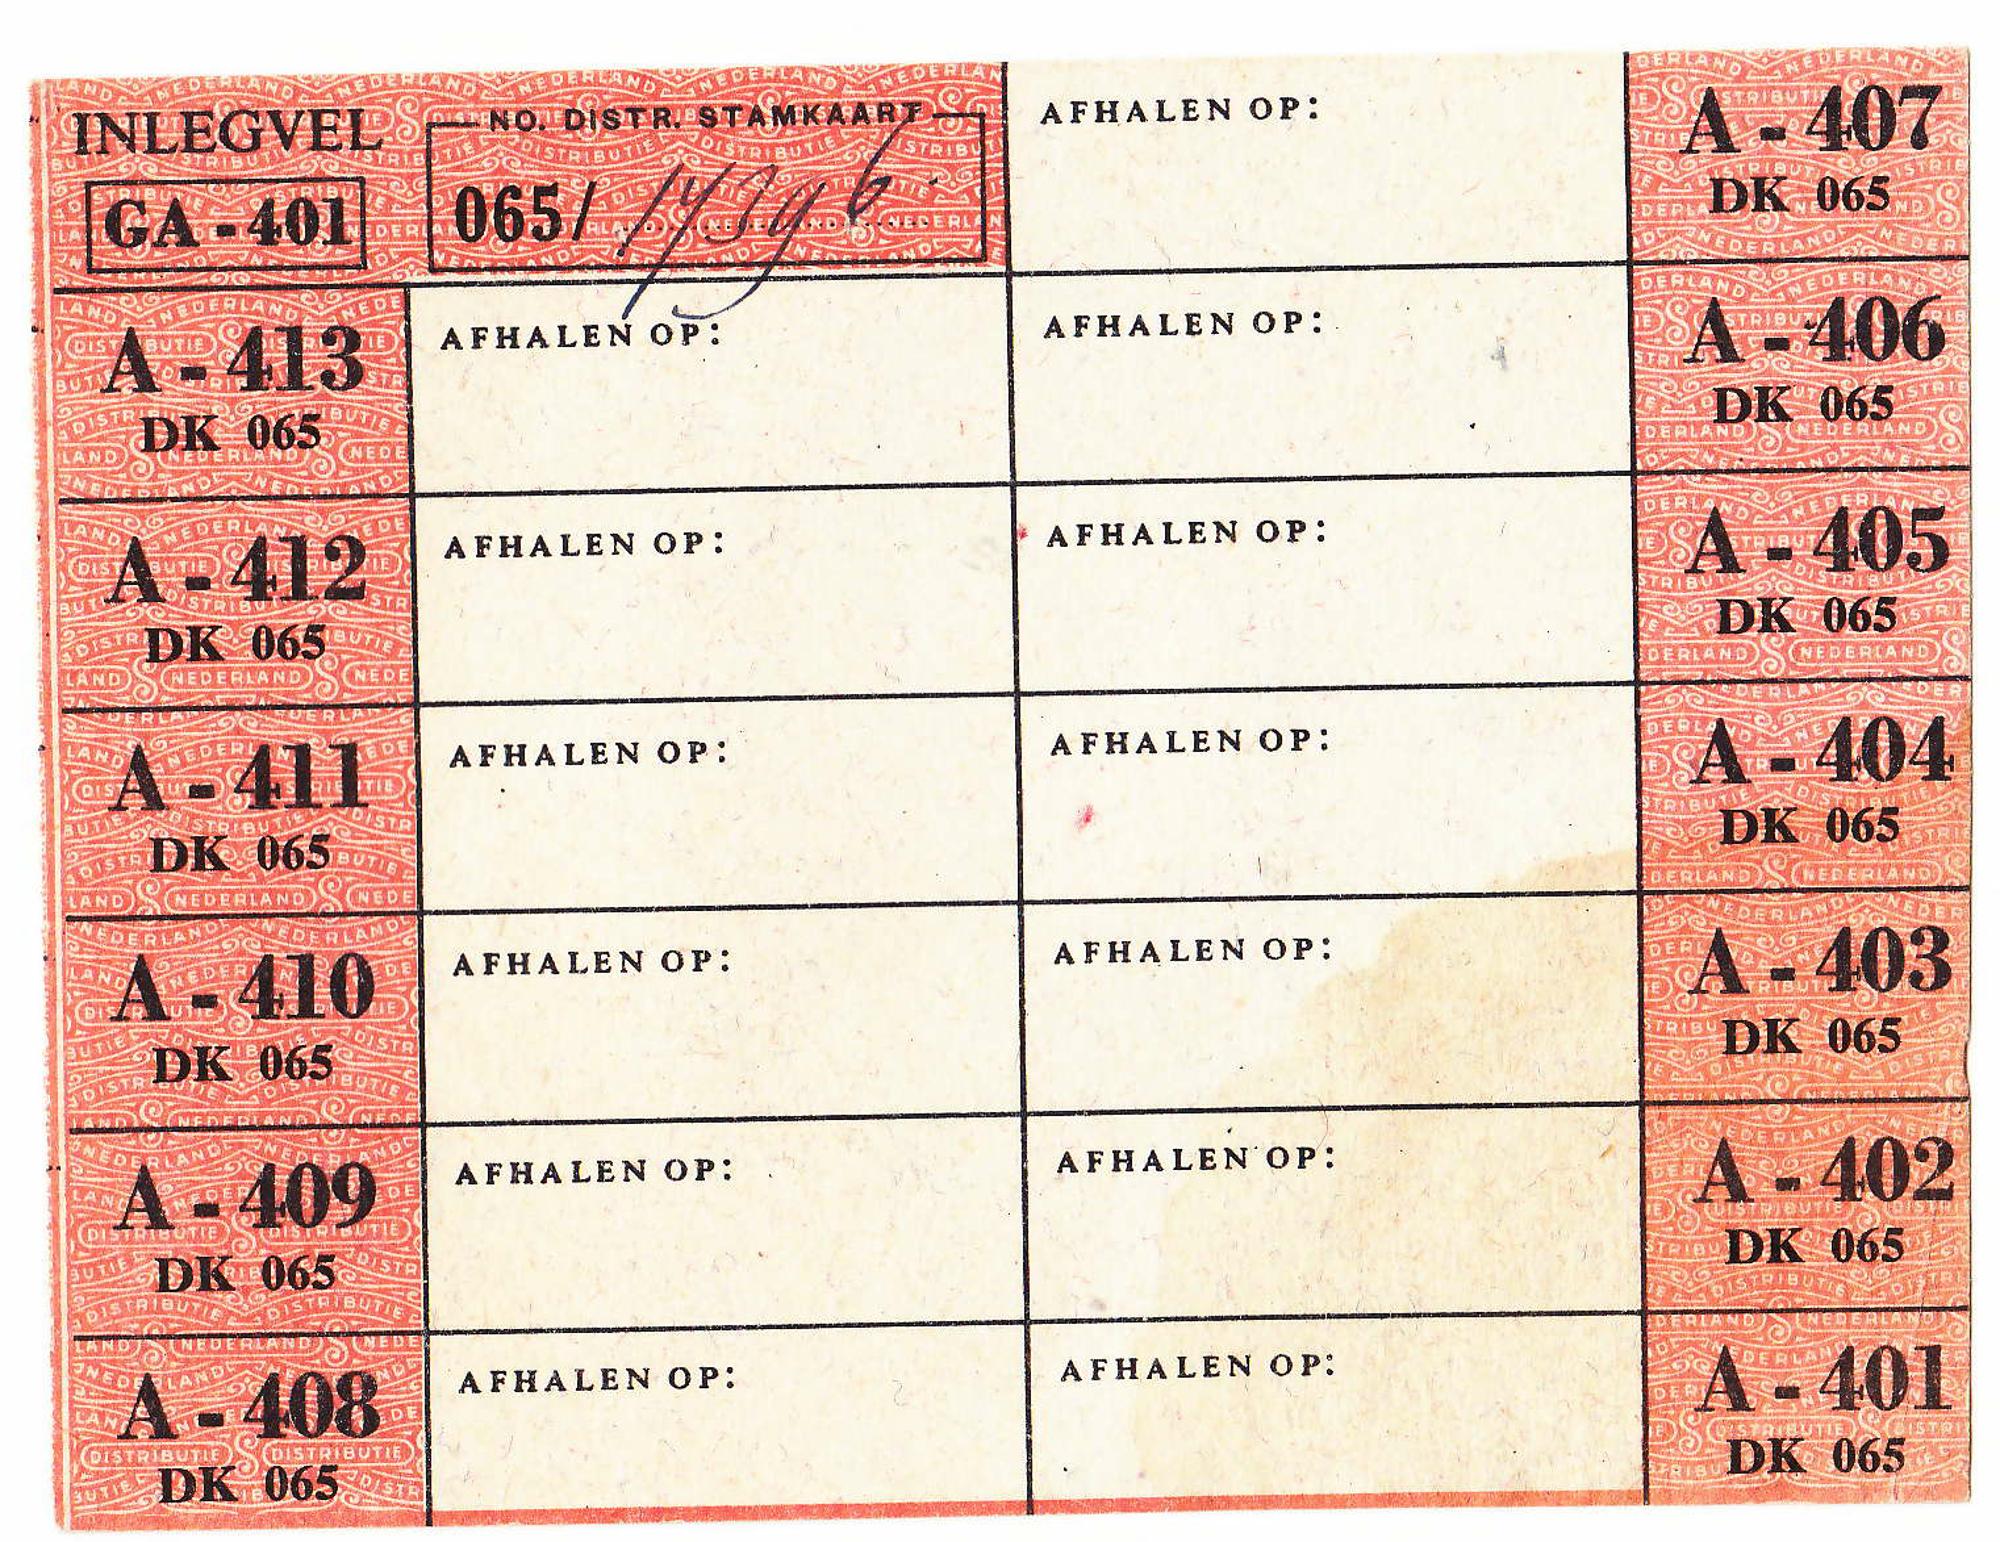 INLEGVEL
GA - 401
NO. DISTR. STAMKAART
065/ 14396
AFHALEN OP:
A - 407
DK 065
A - 413
DK 065
AFHALEN OP:
AFHALEN OP:
A - 406
DK 065
A - 412
DK 065
AFHALEN OP:
AFHALEN OP:
A - 405
DK 065
A - 411
DK 065
AFHALEN OP:
AFHALEN OP:
A - 404
DK 065
A - 410
DK 065
AFHALEN OP:
AFHALEN OP:
A - 403
DK 065
A - 409
DK 065
AFHALEN OP:
AFHALEN OP:
A - 402
DK 065
A - 408
DK 065
AFHALEN OP:
AFHALEN OP:
A - 401
DK 065